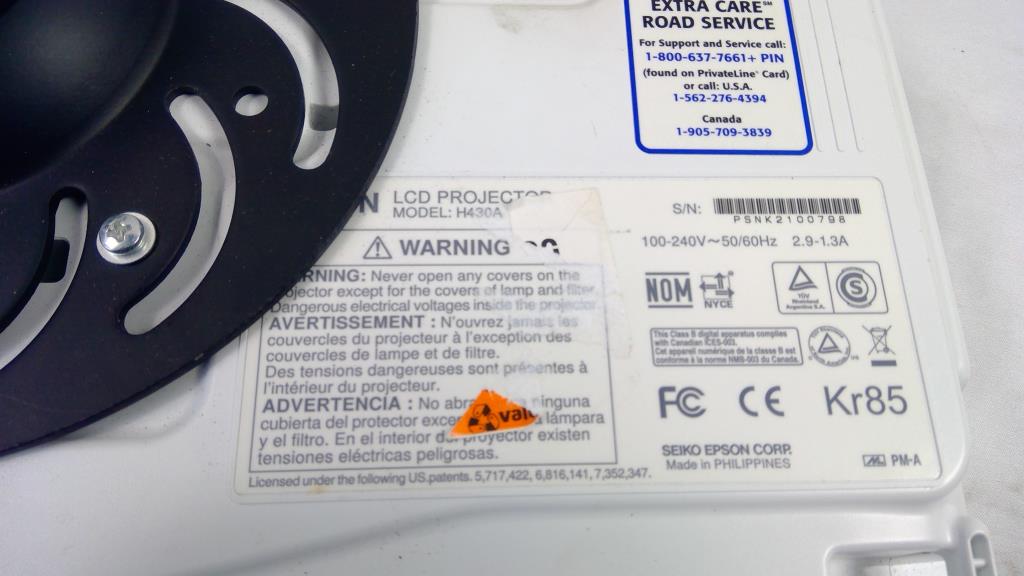 EXTRA CARE℠
ROAD SERVICE
For Support and Service call:
1-800-637-7661+ PIN
(found on PrivateLine® Card)
or call: U.S.A.
1-562-276-4394
Canada
1-905-709-3839
N LCD PROJECTOR
MODEL: H430A
S/N:
PSNK2100798
100-240V~50/60Hz 2.9-1.3A
WARNING
RNING: Never open any covers on the
ojector except for the covers of lamp and filter.
Dangerous electrical voltages inside the projector.
AVERTISSEMENT : N'ouvrez jamais les
couvercles du projecteur à l'exception des
couvercles de lampe et de filtre.
Des tensions dangereuses sont présentes à
l'intérieur du projecteur.
ADVERTENCIA : No abra ninguna
cubierta del protector exce a lámpara
y el filtro. En el interior del proyector existen
tensiones eléctricas peligrosas.
val
Licensed under the following US.patents. 5,717,422, 6,816,141, 7,352,347.
NOM
NYCE
TÜV
Rheinland
Argentina S.A.
S
This Class B digital apparatus complies
with Canadian ICES-003.
Cet appareil numérique de la classe B est
conforme à la norme NMB-003 du Canada.
FC CE Kr85
SEIKO EPSON CORP.
Made in PHILIPPINES
PM-A